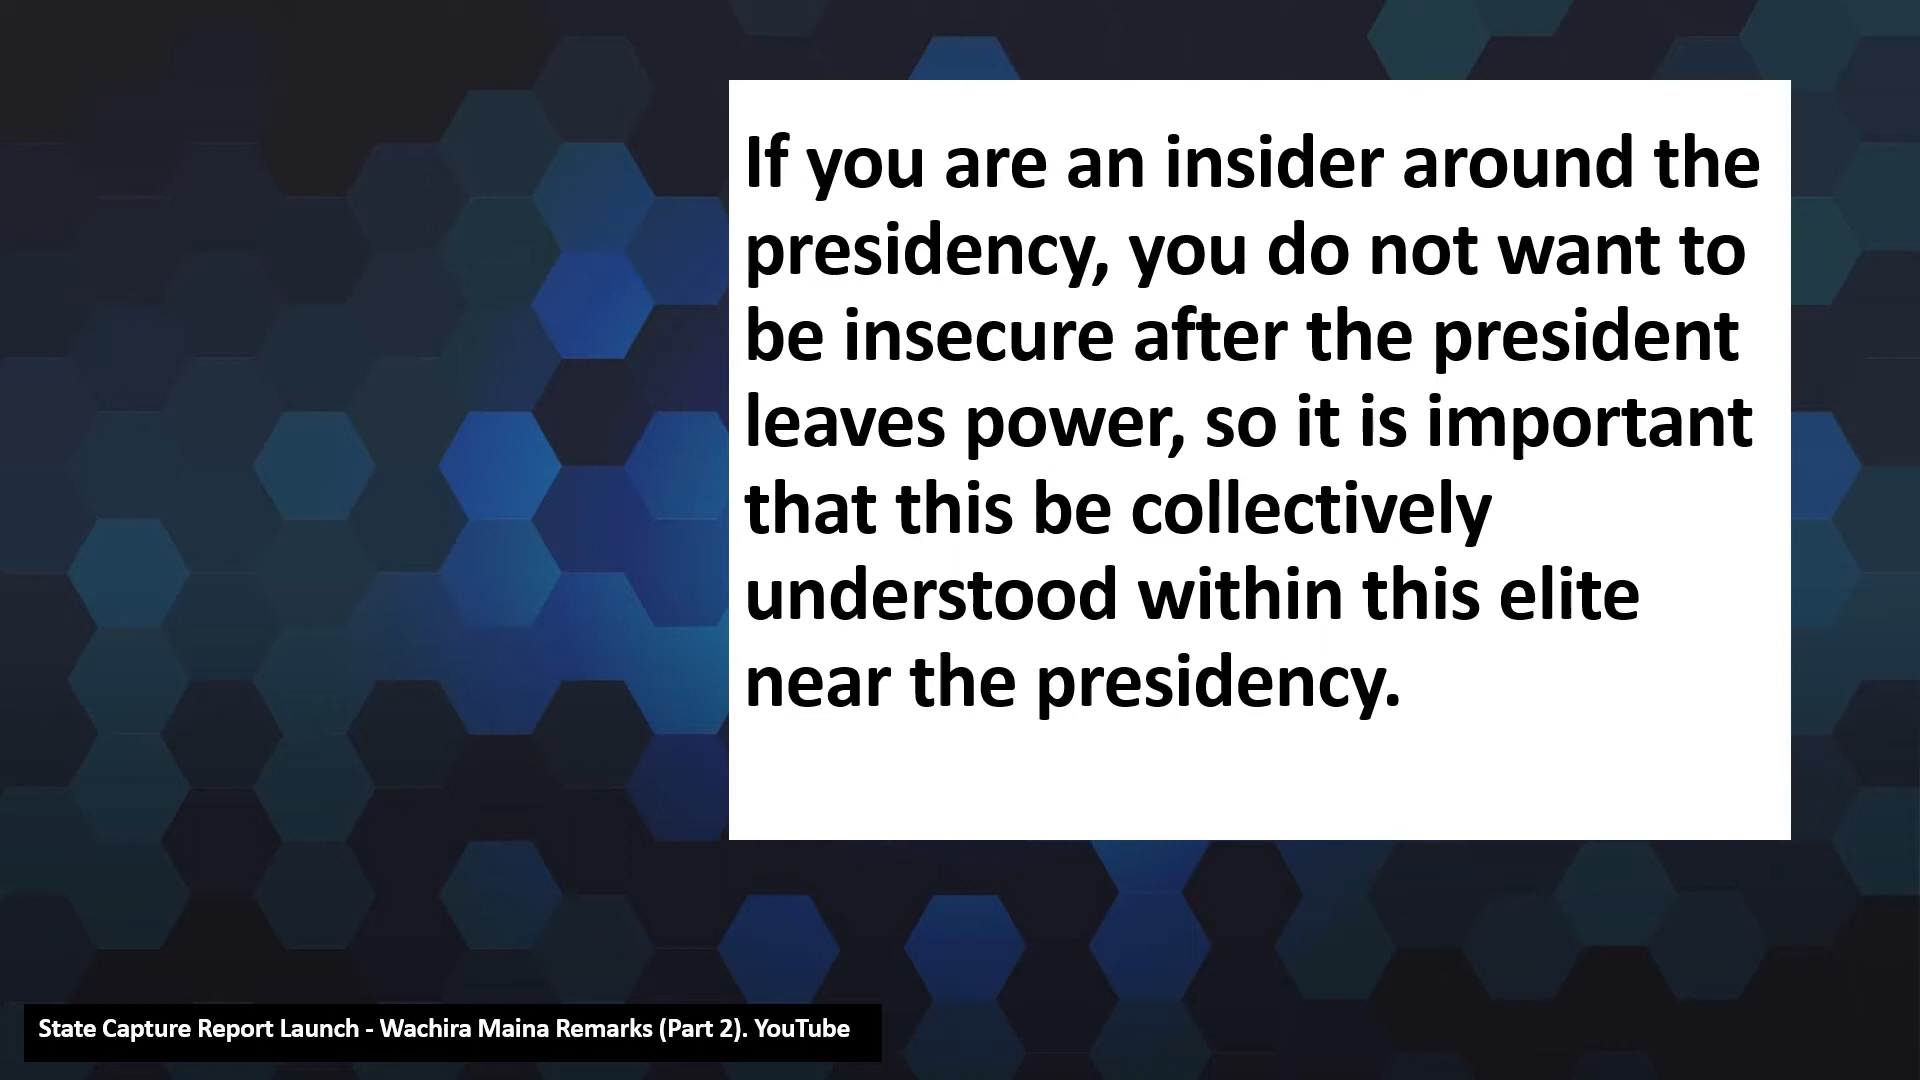 If you are an insider around the
presidency, you do not want to
be insecure after the president
leaves power, so it is important
that this be collectively
understood within this elite
near the presidency.
State Capture Report Launch - Wachira Maina Remarks (Part 2). YouTube